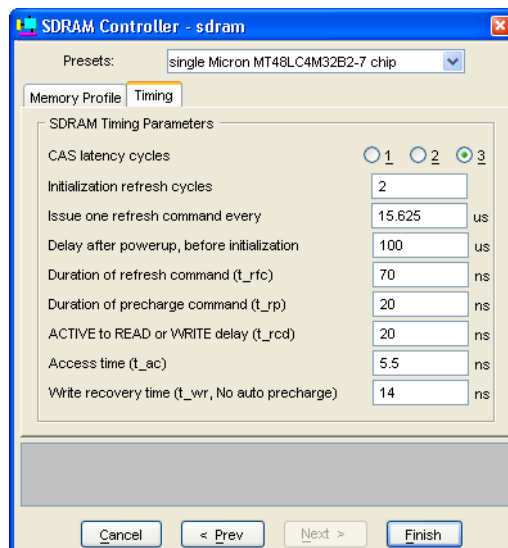 SDRAM Controller - sdram
Presets: single Micron MT48LC4M32B2-7 chip
Memory Profile Timing
SDRAM Timing Parameters
CAS latency cycles 1 2 3
Initialization refresh cycles 2
Issue one refresh command every 15.625 us
Delay after powerup, before initialization 100 us
Duration of refresh command (t_rfc) 70 ns
Duration of precharge command (t_rp) 20 ns
ACTIVE to READ or WRITE delay (t_rcd) 20 ns
Access time (t_ac) 5.5 ns
Write recovery time (t_wr, No auto precharge) 14 ns
Cancel < Prev Next > Finish